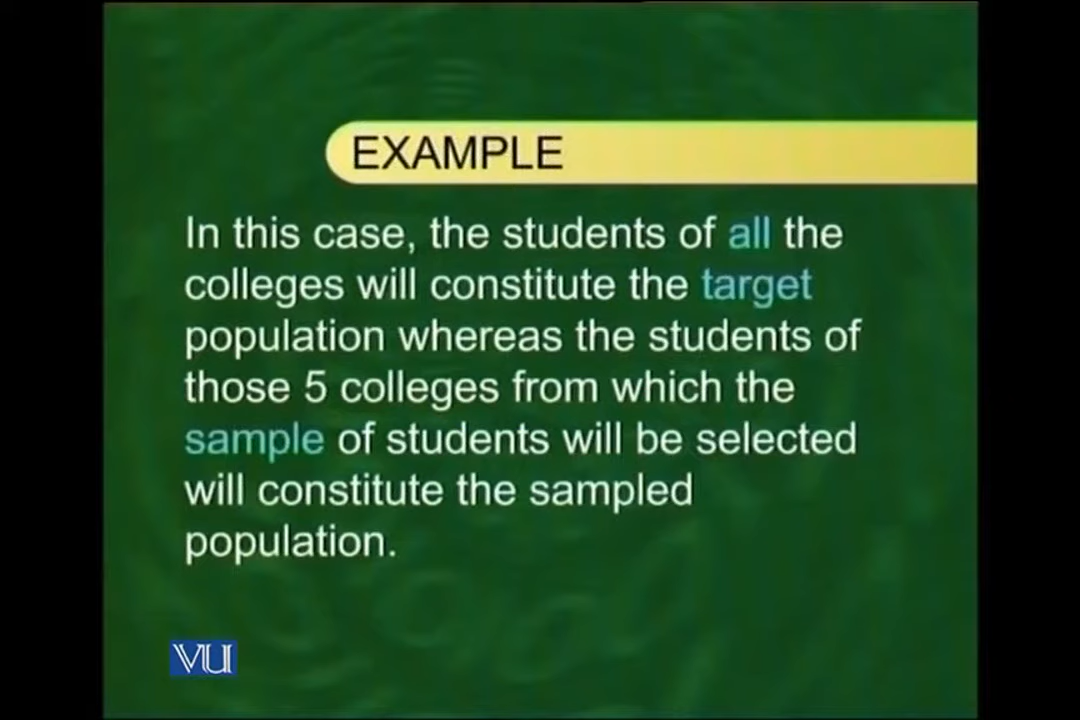 EXAMPLE
In this case, the students of all the
colleges will constitute the target
population whereas the students of
those 5 colleges from which the
sample of students will be selected
will constitute the sampled
population.
VU